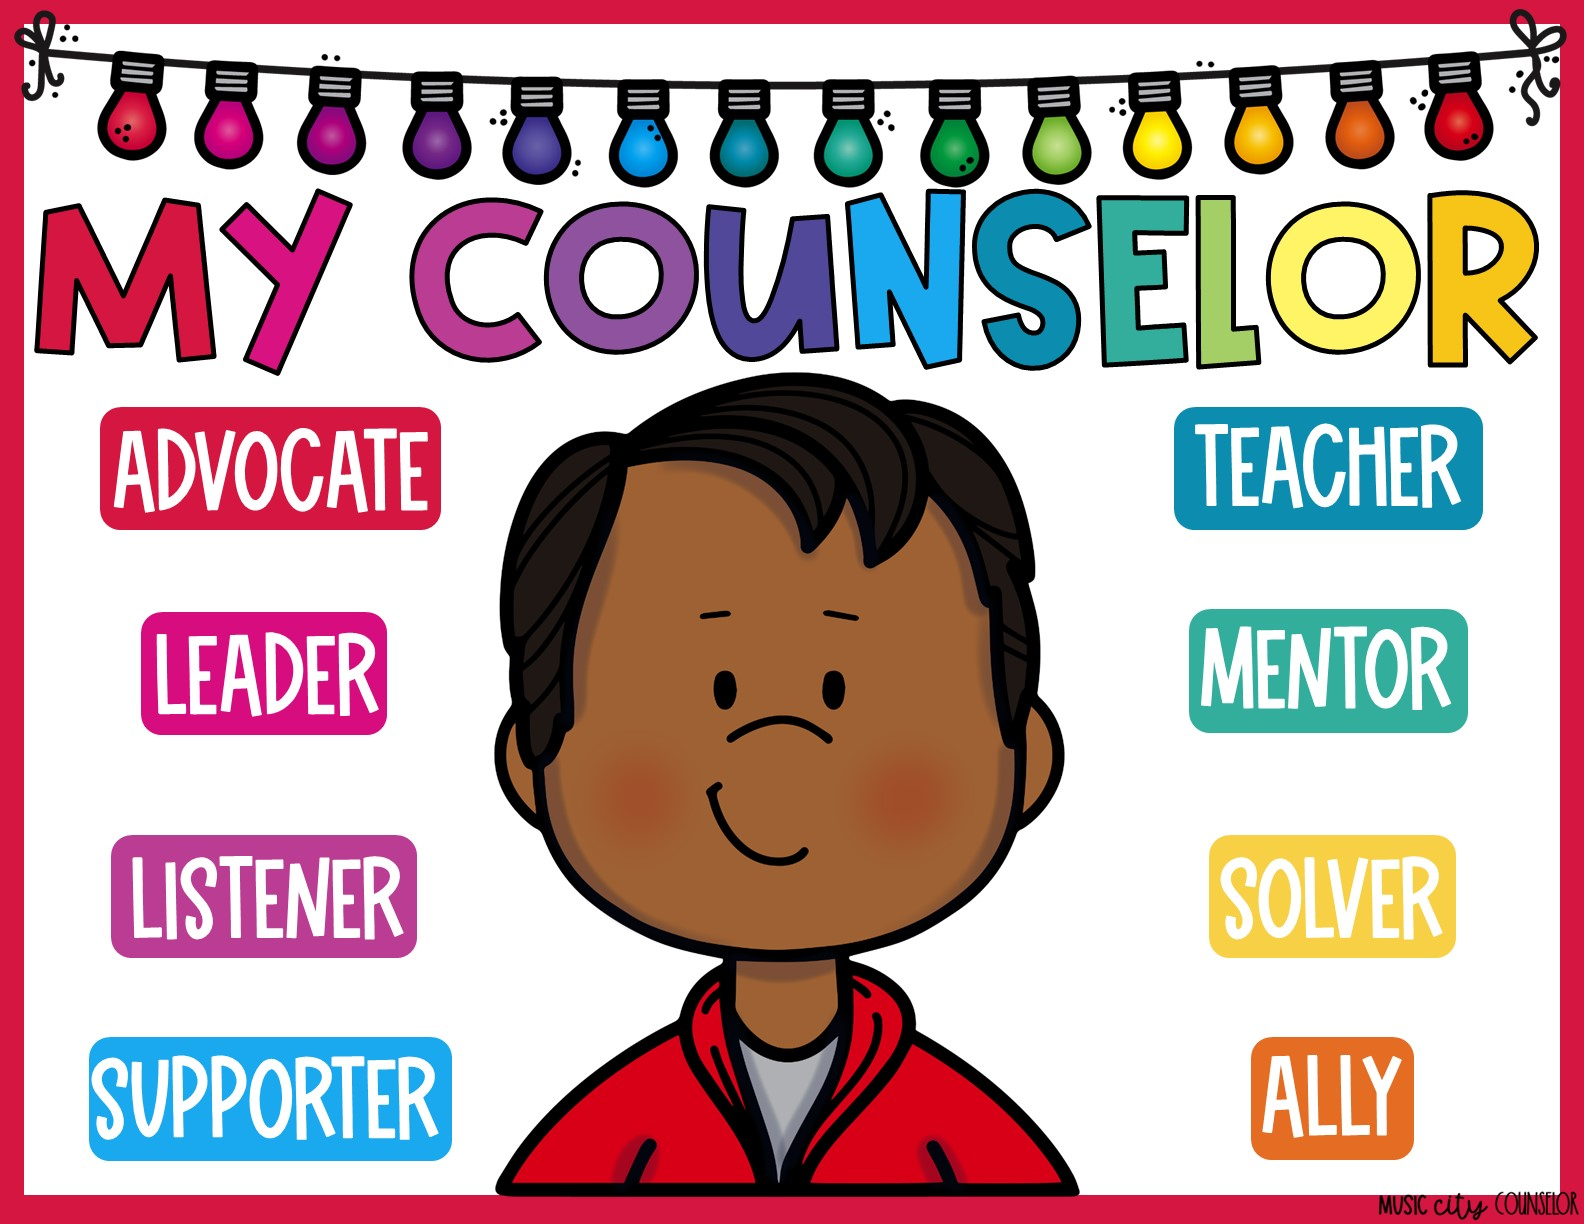 MY COUNSELOR
ADVOCATE
TEACHER
LEADER
MENTOR
LISTENER
SOLVER
SUPPORTER
ALLY
MUSIC city COUNSELOR